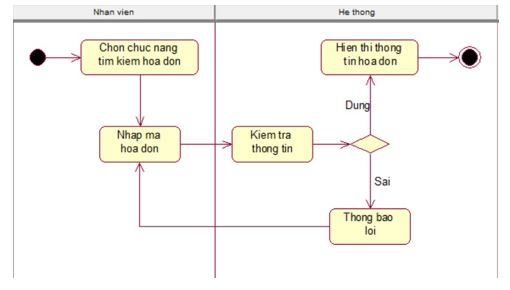 Nhan vien
He thong
Chon chuc nang
tim kiem hoa don
Hien thi thong
tin hoa don
Dung
Nhap ma
hoa don
Kiem tra
thong tin
Sai
Thong bao
loi